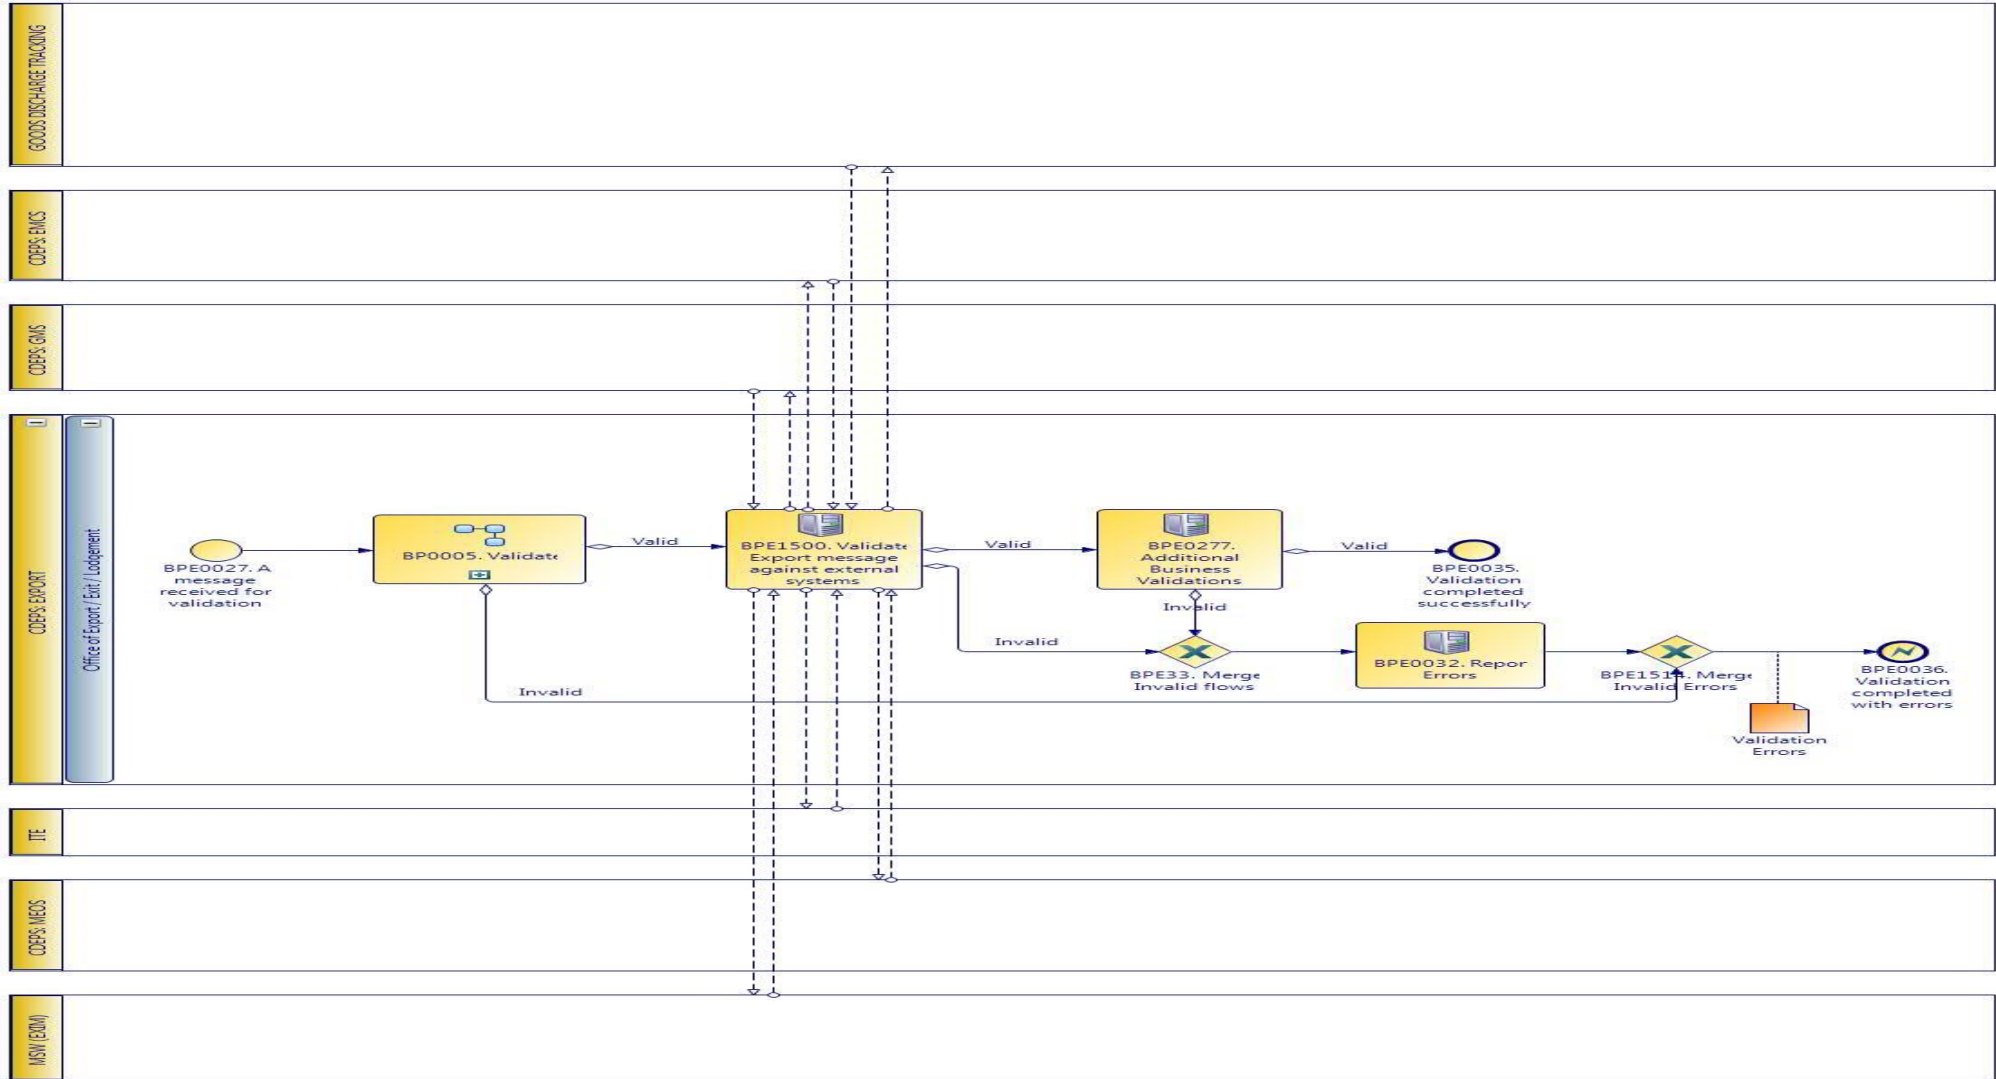 GOODS DISCHARGE TRACKING
CDEPS: EMCS
CDEPS: GMS
CDEPS: EXPORT
Office of Export / Exit / Lodgement
BPE0027. A
message
received for
validation
BP0005. Validate
Valid
Invalid
BPE1500. Validate
Export message
against external
systems
Valid
Invalid
BPE0277.
Additional
Business
Validations
Valid
Invalid
BPE0035.
Validation
completed
successfully
BPE33. Merge
Invalid flows
BPE0032. Repor
Errors
BPE1514. Merge
Invalid Errors
BPE0036.
Validation
completed
with errors
Validation
Errors
ITE
CDEPS: MEOS
MSW (EXIM)